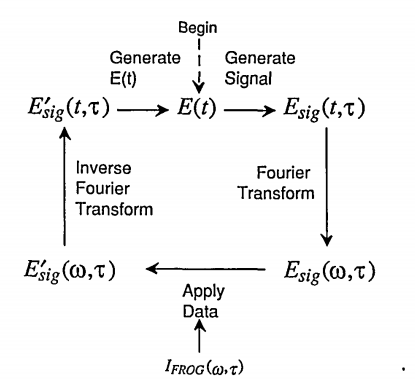 Begin
Generate E(t)
Generate Signal
E′sig(t,τ) E(t) Esig(t,τ)
Inverse Fourier Transform
Fourier Transform
E′sig(ω,τ) Esig(ω,τ)
Apply Data
IFROG(ω,τ)